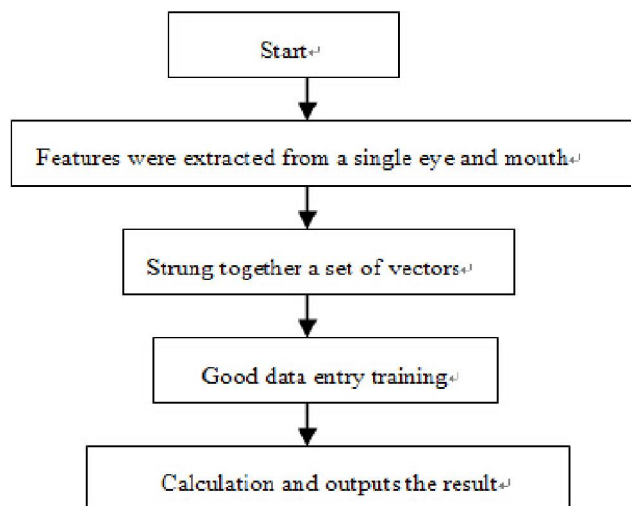 Start
Features were extracted from a single eye and mouth
Strung together a set of vectors
Good data entry training
Calculation and outputs the result